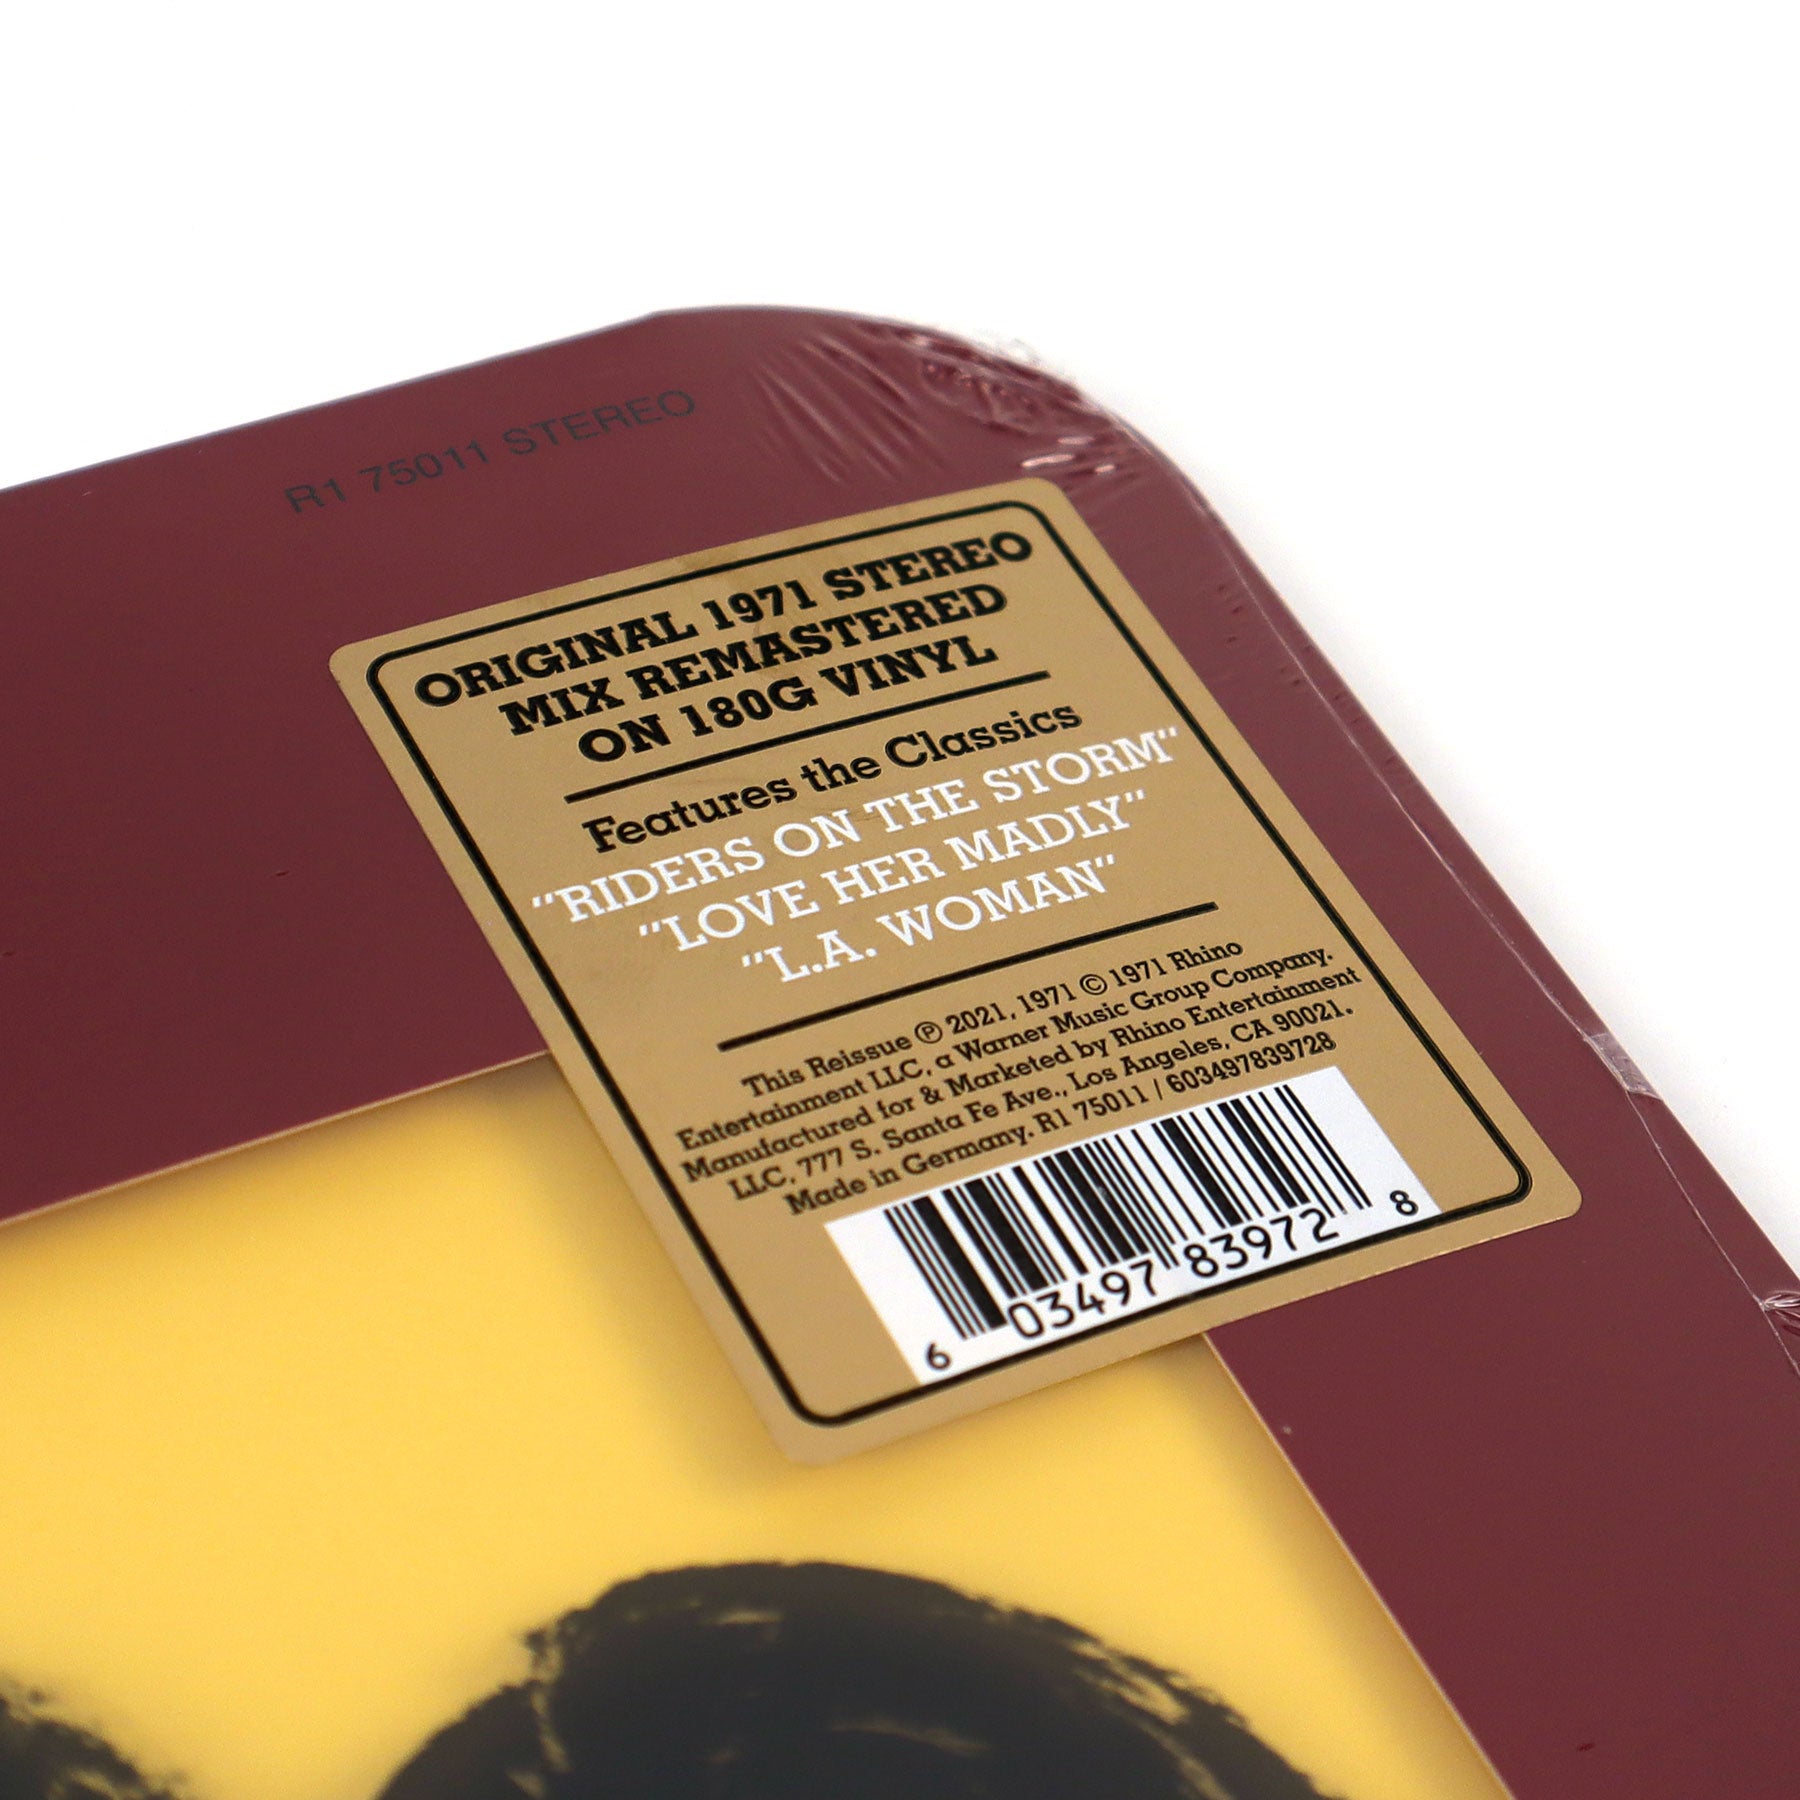 R1 75011 STEREO
ORIGINAL 1971 STEREO
MIX REMASTERED
ON 180G VINYL
Features the Classics
"RIDERS ON THE STORM"
"LOVE HER MADLY"
"L.A. WOMAN"
This Reissue ℗ 2021, 1971 © 1971 Rhino
Entertainment LLC, a Warner Music Group Company.
Manufactured for & Marketed by Rhino Entertainment
LLC, 777 S. Santa Fe Ave., Los Angeles, CA 90021.
Made in Germany. R1 75011 / 603497839728
6 03497 83972 8